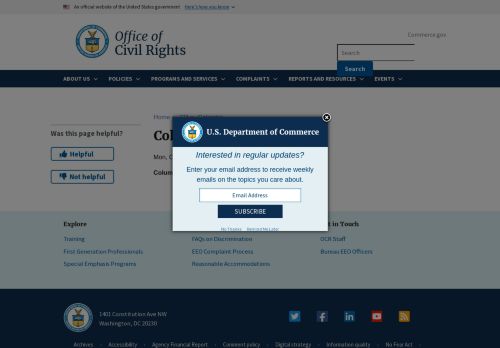 An official website of the United States government Here's how you know
Office of
Civil Rights
Commerce.gov
Search
Search
ABOUT US
POLICIES
PROGRAMS AND SERVICES
COMPLAINTS
REPORTS AND RESOURCES
EVENTS
Was this page helpful?
Helpful
Not helpful
Home
Mon,
U.S. Department of Commerce
Interested in regular updates?
Enter your email address to receive weekly
emails on the topics you care about.
Email Address
SUBSCRIBE
No Thanks
Remind Me Later
Explore
Training
First Generation Professionals
Special Emphasis Programs
FAQs on Discrimination
EEO Complaint Process
Reasonable Accommodations
in Touch
OCR Staff
Bureau EEO Officers
1401 Constitution Ave NW
Washington, DC 20230
Archives
Accessibility
Agency Financial Report
Comment policy
Digital strategy
Information quality
No Fear Act